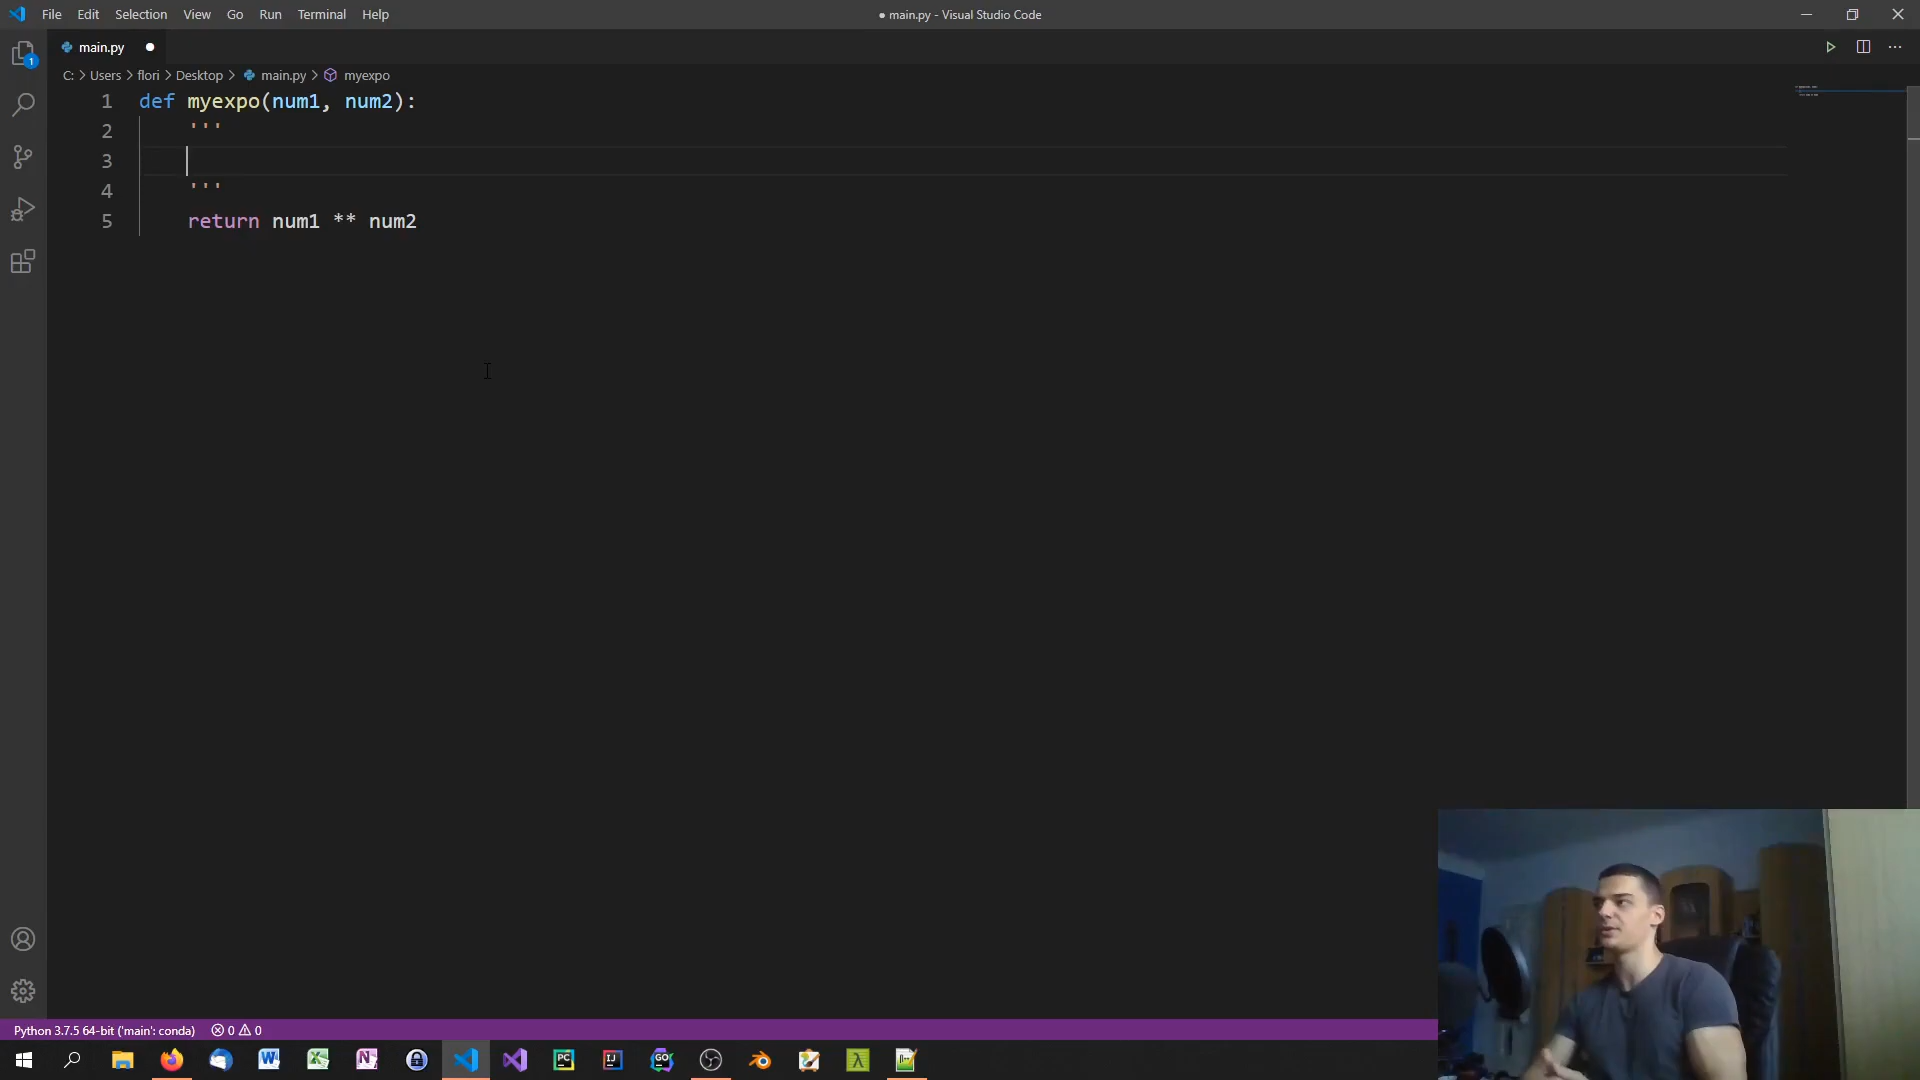 File Edit Selection View Go Run Terminal Help
● main.py - Visual Studio Code
main.py
C: > Users > flori > Desktop > main.py > myexpo
1 def myexpo(num1, num2):
2 '''
3
4 '''
5 return num1 ** num2
1
Python 3.7.5 64-bit ('main': conda) 0 0